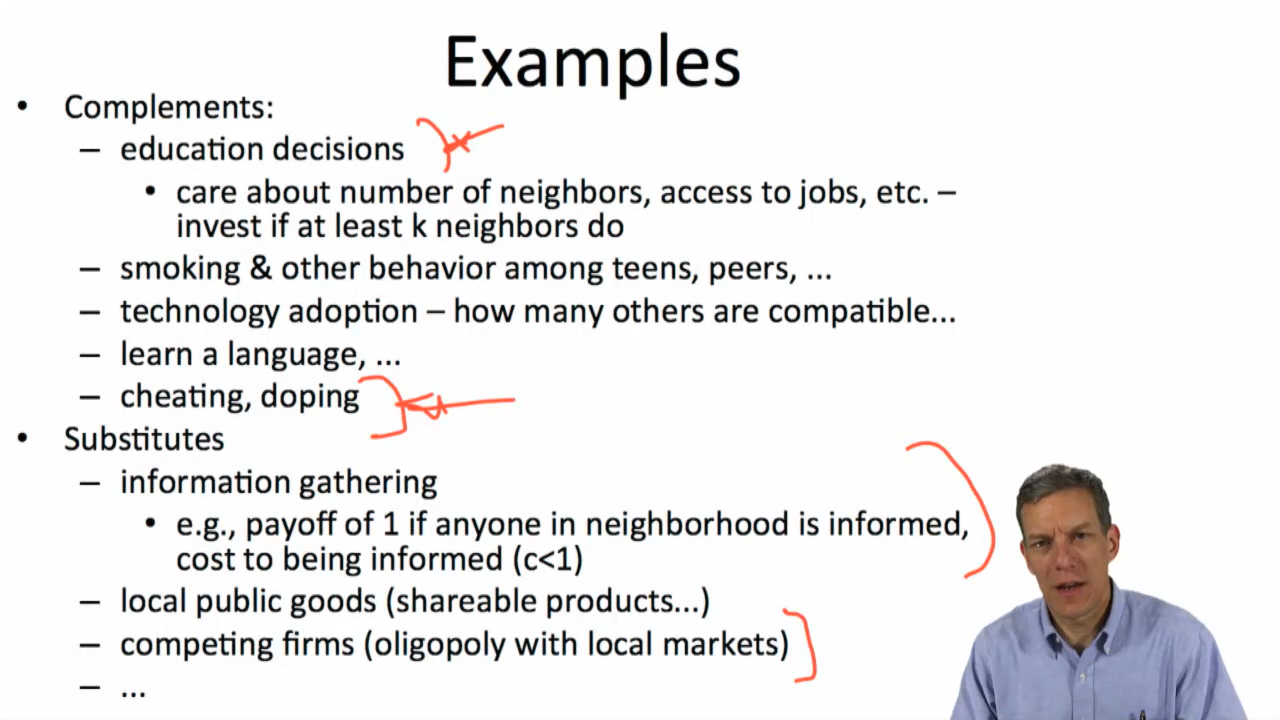 Examples
• Complements:
– education decisions
• care about number of neighbors, access to jobs, etc. –
invest if at least k neighbors do
– smoking & other behavior among teens, peers, ...
– technology adoption – how many others are compatible...
– learn a language, ...
– cheating, doping
• Substitutes
– information gathering
• e.g., payoff of 1 if anyone in neighborhood is informed,
cost to being informed (c<1)
– local public goods (shareable products...)
– competing firms (oligopoly with local markets)
– ...